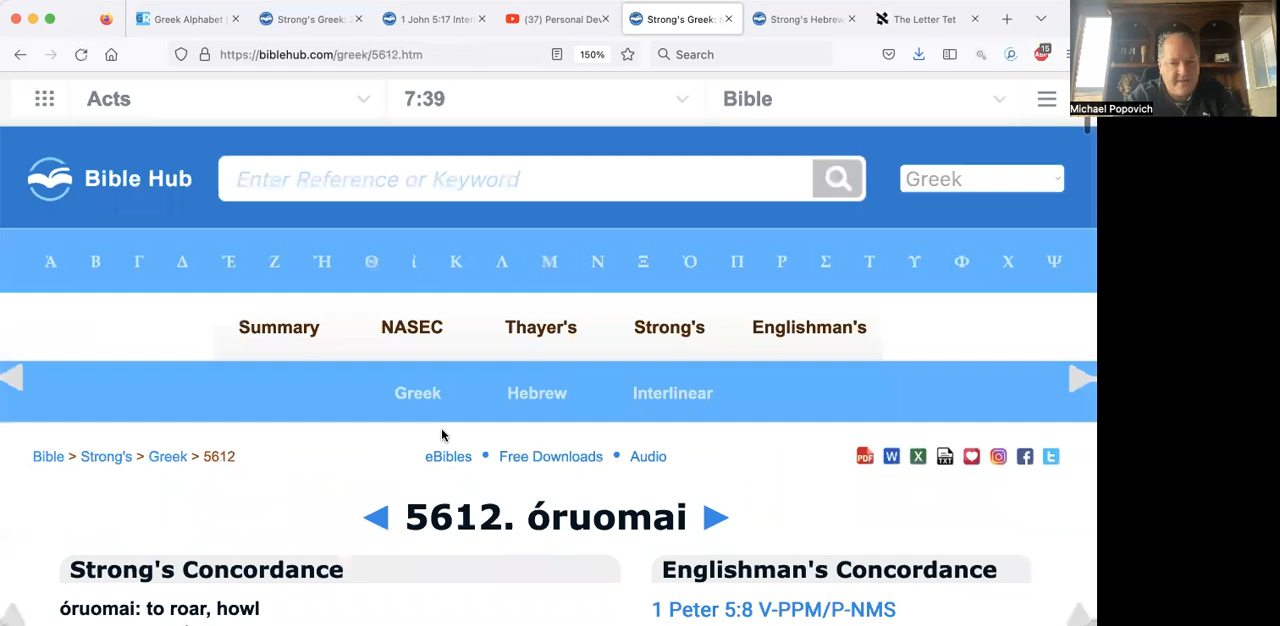 Greek Alphabet
Strong's Greek:
1 John 5:17 Inter
(37) Personal Dev
Strong's Greek:
Strong's Hebrew
The Letter Tet
https://biblehub.com/greek/5612.htm
150%
Search
15
Michael Popovich
Acts
7:39
Bible
Bible Hub
Enter Reference or Keyword
Greek
Ἀ Β Γ Δ Ἐ Ζ Ἠ Θ ἰ Κ Λ Μ Ν Ξ Ὀ Π Ρ Σ Τ Υ Φ Χ Ψ
Summary NASEC Thayer's Strong's Englishman's
Greek Hebrew Interlinear
Bible > Strong's > Greek > 5612
eBibles • Free Downloads • Audio
PDF W X TXT
◄ 5612. óruomai ►
Strong's Concordance
óruomai: to roar, howl
Englishman's Concordance
1 Peter 5:8 V-PPM/P-NMS